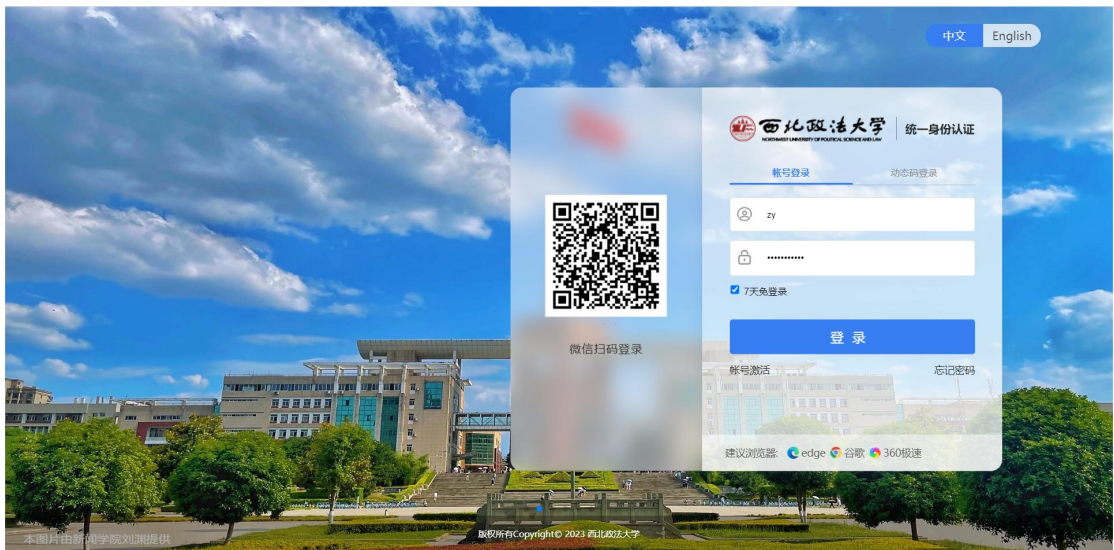 中文 English
西北政法大学 统一身份认证
NORTHWEST UNIVERSITY OF POLITICAL SCIENCE AND LAW
帐号登录 动态码登录
zy
•••••••••••
7天免登录
登 录
帐号激活 忘记密码
微信扫码登录
建议浏览器: edge 谷歌 360极速
版权所有Copyright© 2023 西北政法大学
本图片由新闻学院刘渊提供